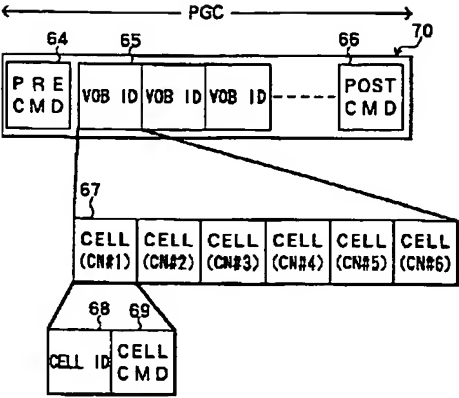 PGC
64 65 66 70
PRE CMD VOB ID VOB ID VOB ID POST CMD
67
CELL (CN#1) CELL (CN#2) CELL (CN#3) CELL (CN#4) CELL (CN#5) CELL (CN#6)
68 69
CELL ID CELL CMD